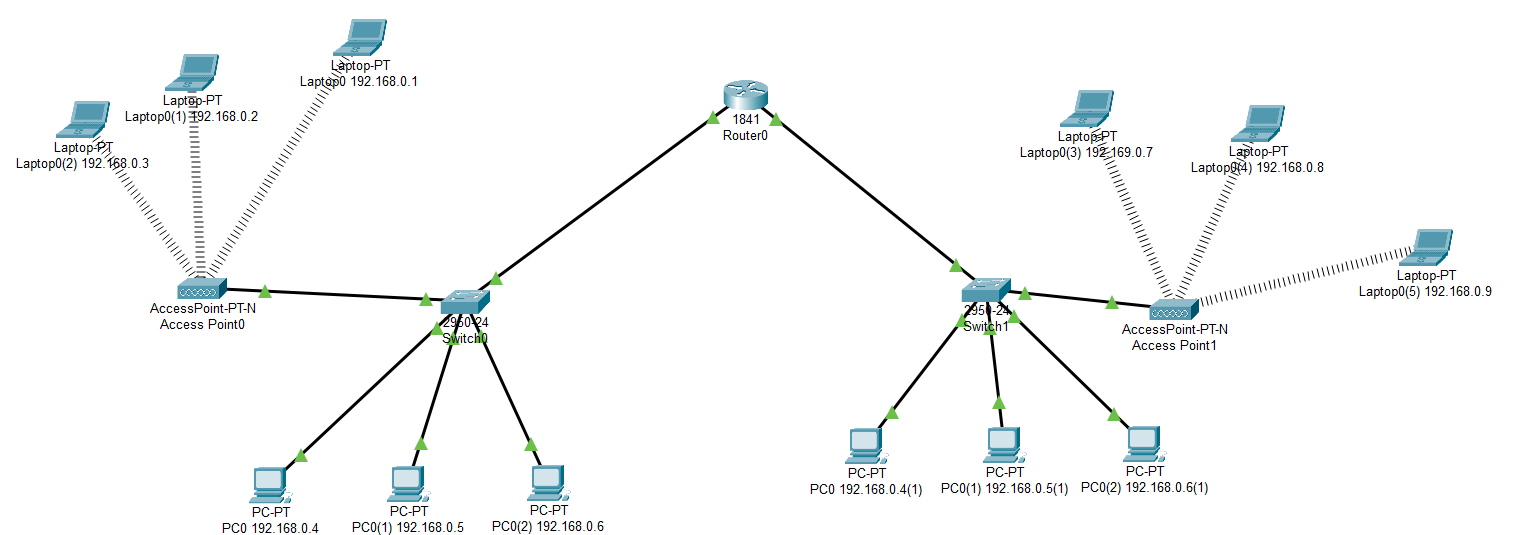 Laptop-PT
Laptop0 192.168.0.1
Laptop-PT
Laptop0(1) 192.168.0.2
Laptop-PT
Laptop0(2) 192.168.0.3
1841
Router0
Laptop-PT
Laptop0(3) 192.169.0.7
Laptop-PT
Laptop0(4) 192.168.0.8
Laptop-PT
Laptop0(5) 192.168.0.9
AccessPoint-PT-N
Access Point0
2950-24
Switch0
2950-24
Switch1
AccessPoint-PT-N
Access Point1
PC-PT
PC0 192.168.0.4
PC-PT
PC0(1) 192.168.0.5
PC-PT
PC0(2) 192.168.0.6
PC-PT
PC0 192.168.0.4(1)
PC-PT
PC0(1) 192.168.0.5(1)
PC-PT
PC0(2) 192.168.0.6(1)